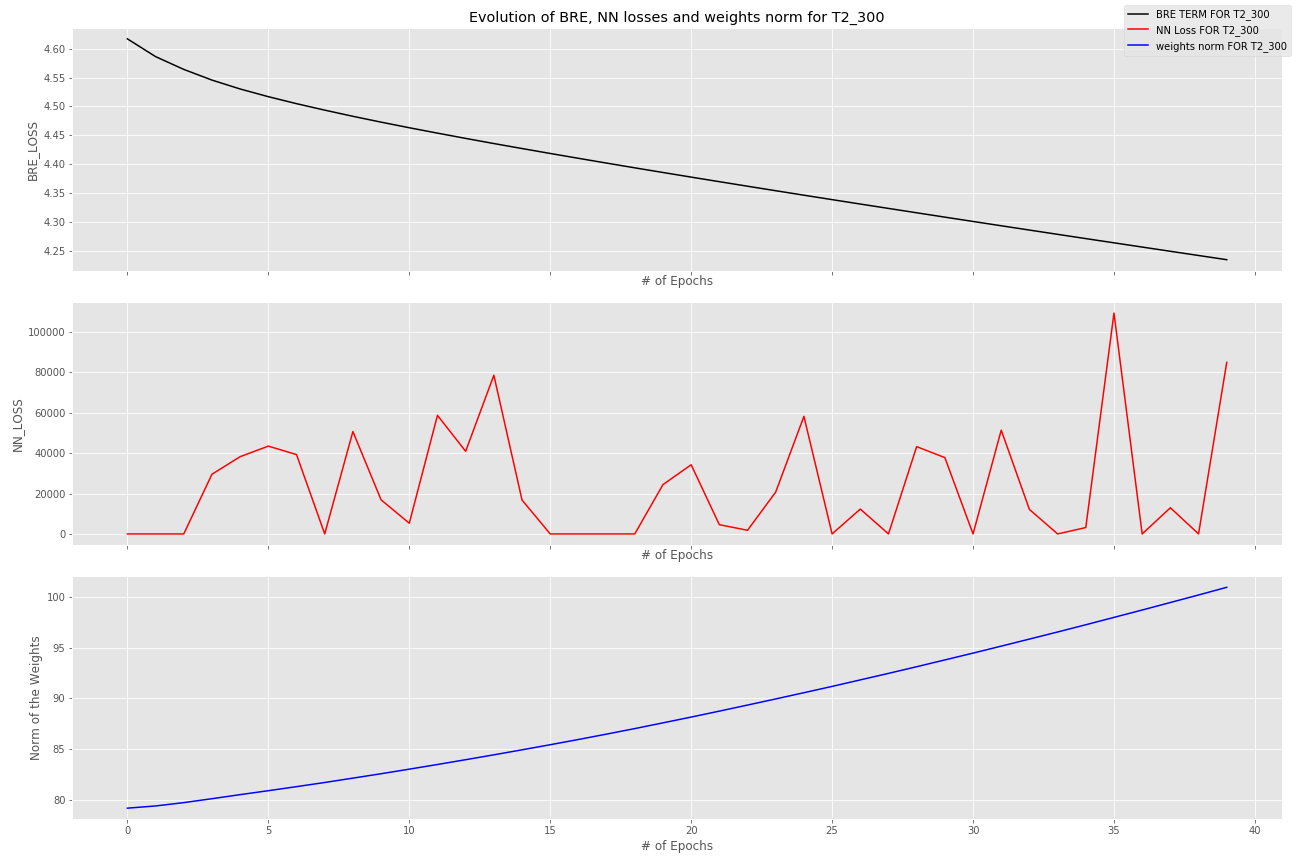 Evolution of BRE, NN losses and weights norm for T2_300
BRE TERM FOR T2_300
NN Loss FOR T2_300
weights norm FOR T2_300
BRE_LOSS
4.60
4.55
4.50
4.45
4.40
4.35
4.30
4.25
# of Epochs
NN_LOSS
100000
80000
60000
40000
20000
0
# of Epochs
Norm of the Weights
100
95
90
85
80
0 5 10 15 20 25 30 35 40
# of Epochs